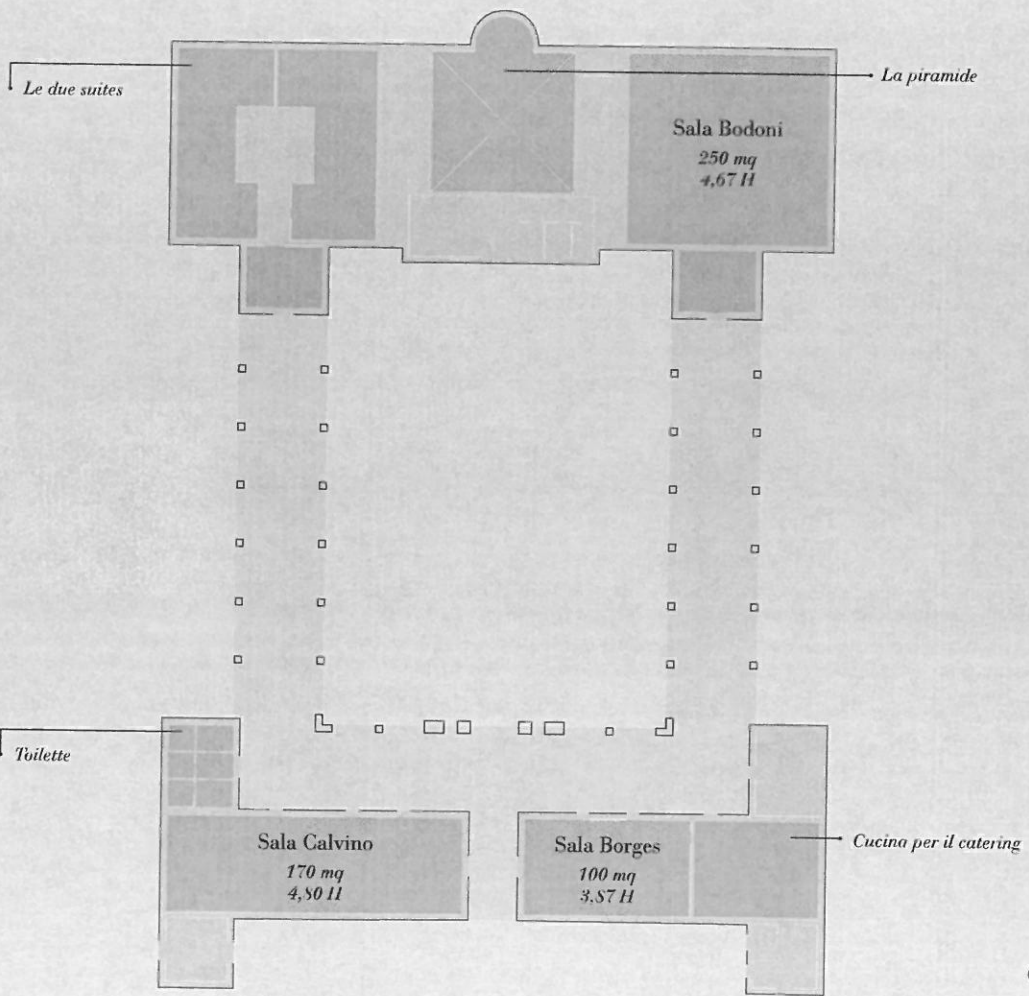 Le due suites
La piramide
Sala Bodoni
250 mq
4,67 H
Toilette
Sala Calvino
170 mq
4,80 H
Sala Borges
100 mq
3,87 H
Cucina per il catering